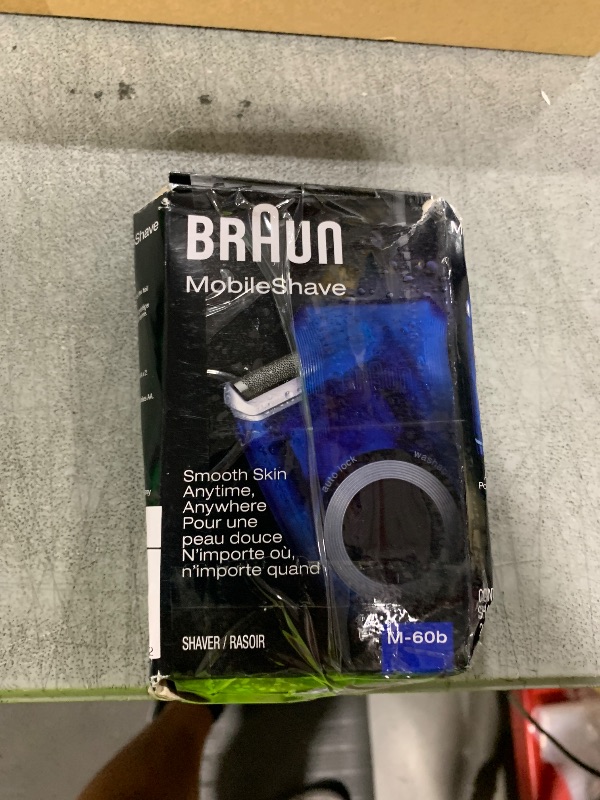 BRAUN
MobileShave
Shave
Smooth Skin
Anytime,
Anywhere
Pour une
peau douce
N'importe où,
n'importe quand
auto lock
SHAVER / RASOIR
M-60b